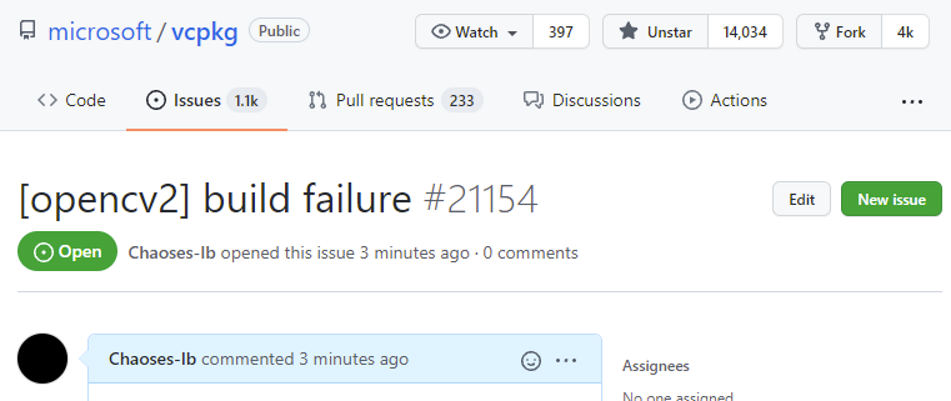 microsoft / vcpkg Public Watch 397 Unstar 14,034 Fork 4k
Code Issues 1.1k Pull requests 233 Discussions Actions ...
[opencv2] build failure #21154 Edit New issue
Open Chaoses-Ib opened this issue 3 minutes ago · 0 comments
Chaoses-Ib commented 3 minutes ago ...
Assignees
No one assigned